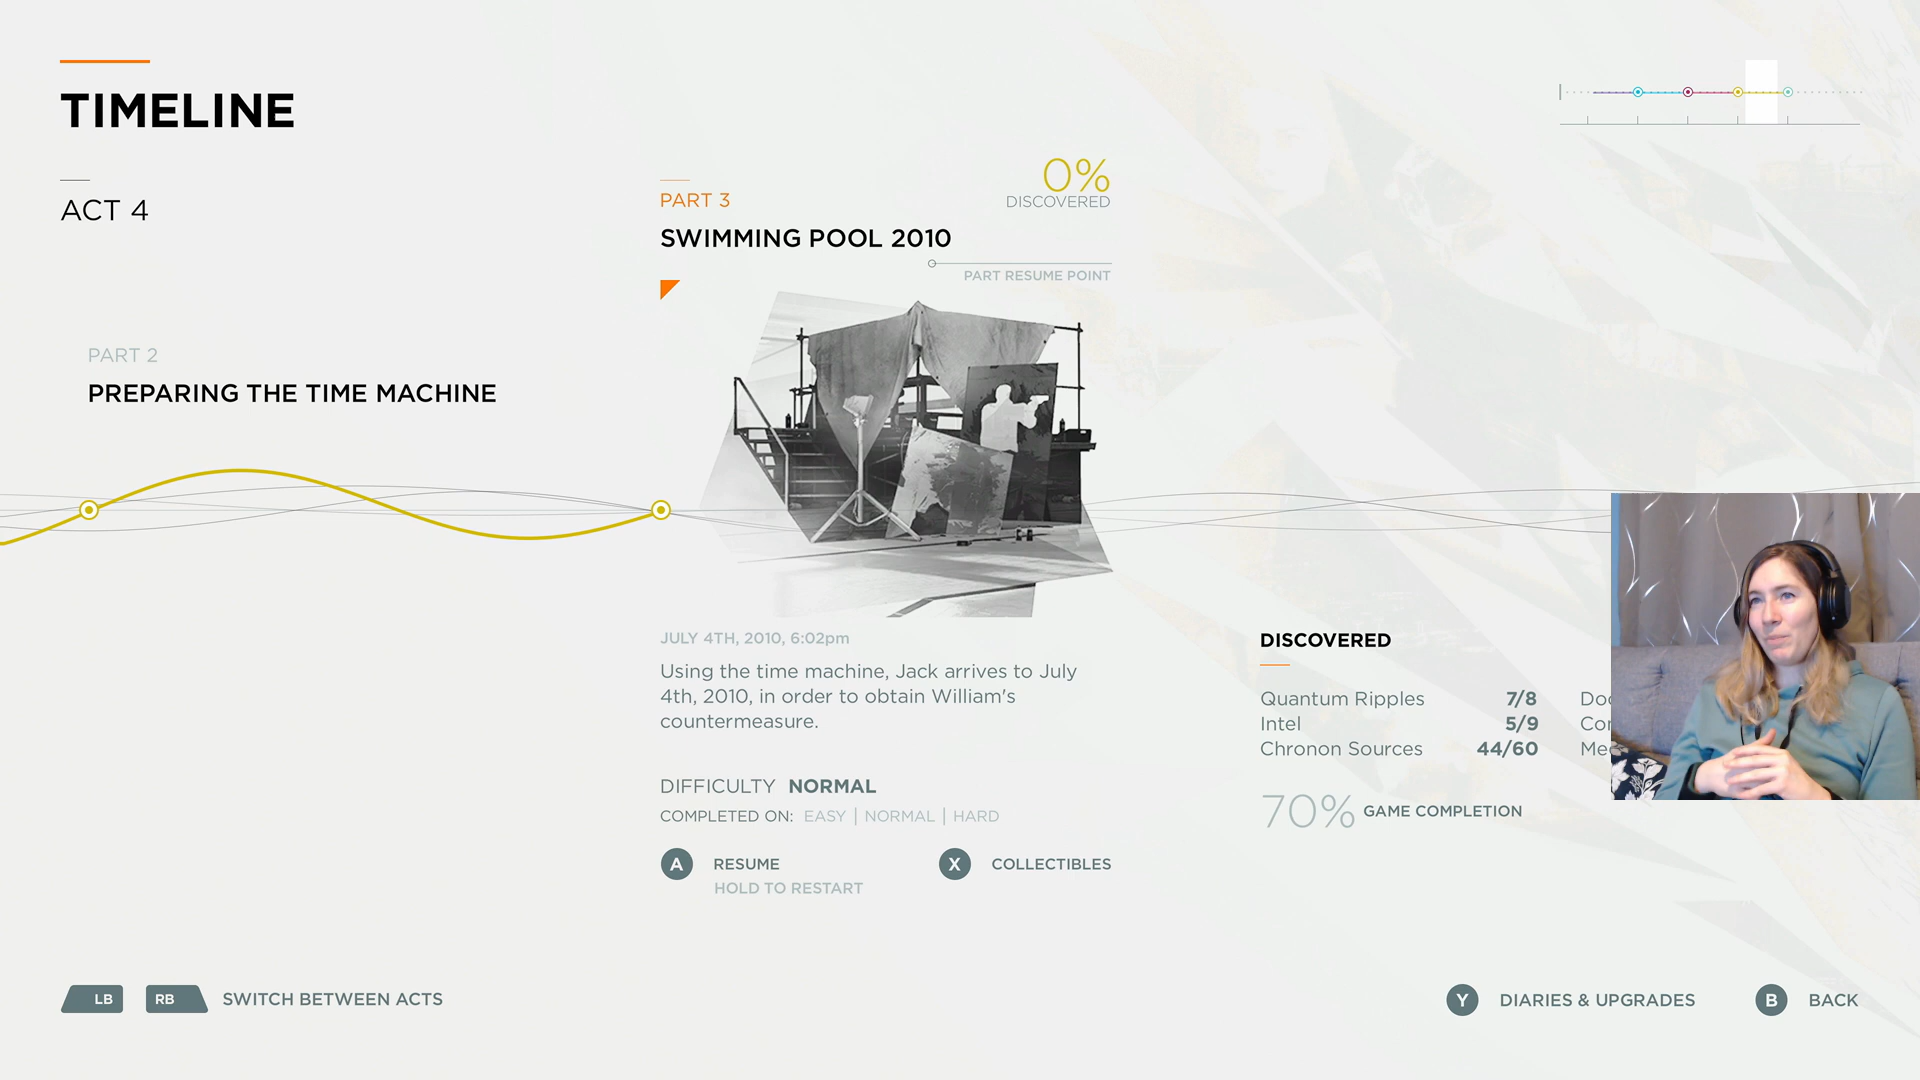 TIMELINE
ACT 4
PART 2
PREPARING THE TIME MACHINE
PART 3
0%
DISCOVERED
SWIMMING POOL 2010
PART RESUME POINT
JULY 4TH, 2010, 6:02pm
Using the time machine, Jack arrives to July
4th, 2010, in order to obtain William's
countermeasure.
DIFFICULTY NORMAL
COMPLETED ON: EASY | NORMAL | HARD
A RESUME
HOLD TO RESTART
X COLLECTIBLES
DISCOVERED
Quantum Ripples 7/8
Intel 5/9
Chronon Sources 44/60
70% GAME COMPLETION
LB RB SWITCH BETWEEN ACTS
Y DIARIES & UPGRADES
B BACK